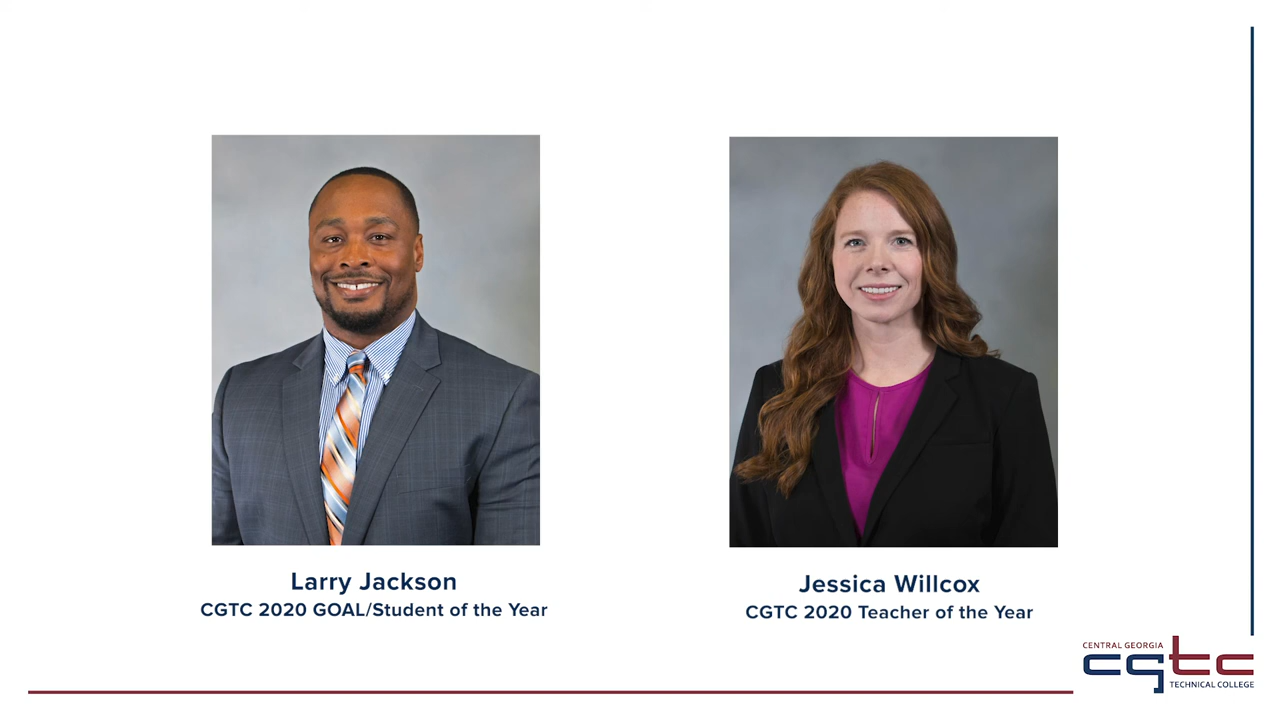 Larry Jackson
CGTC 2020 GOAL/Student of the Year
Jessica Willcox
CGTC 2020 Teacher of the Year
CENTRAL GEORGIA
cgtc
TECHNICAL COLLEGE